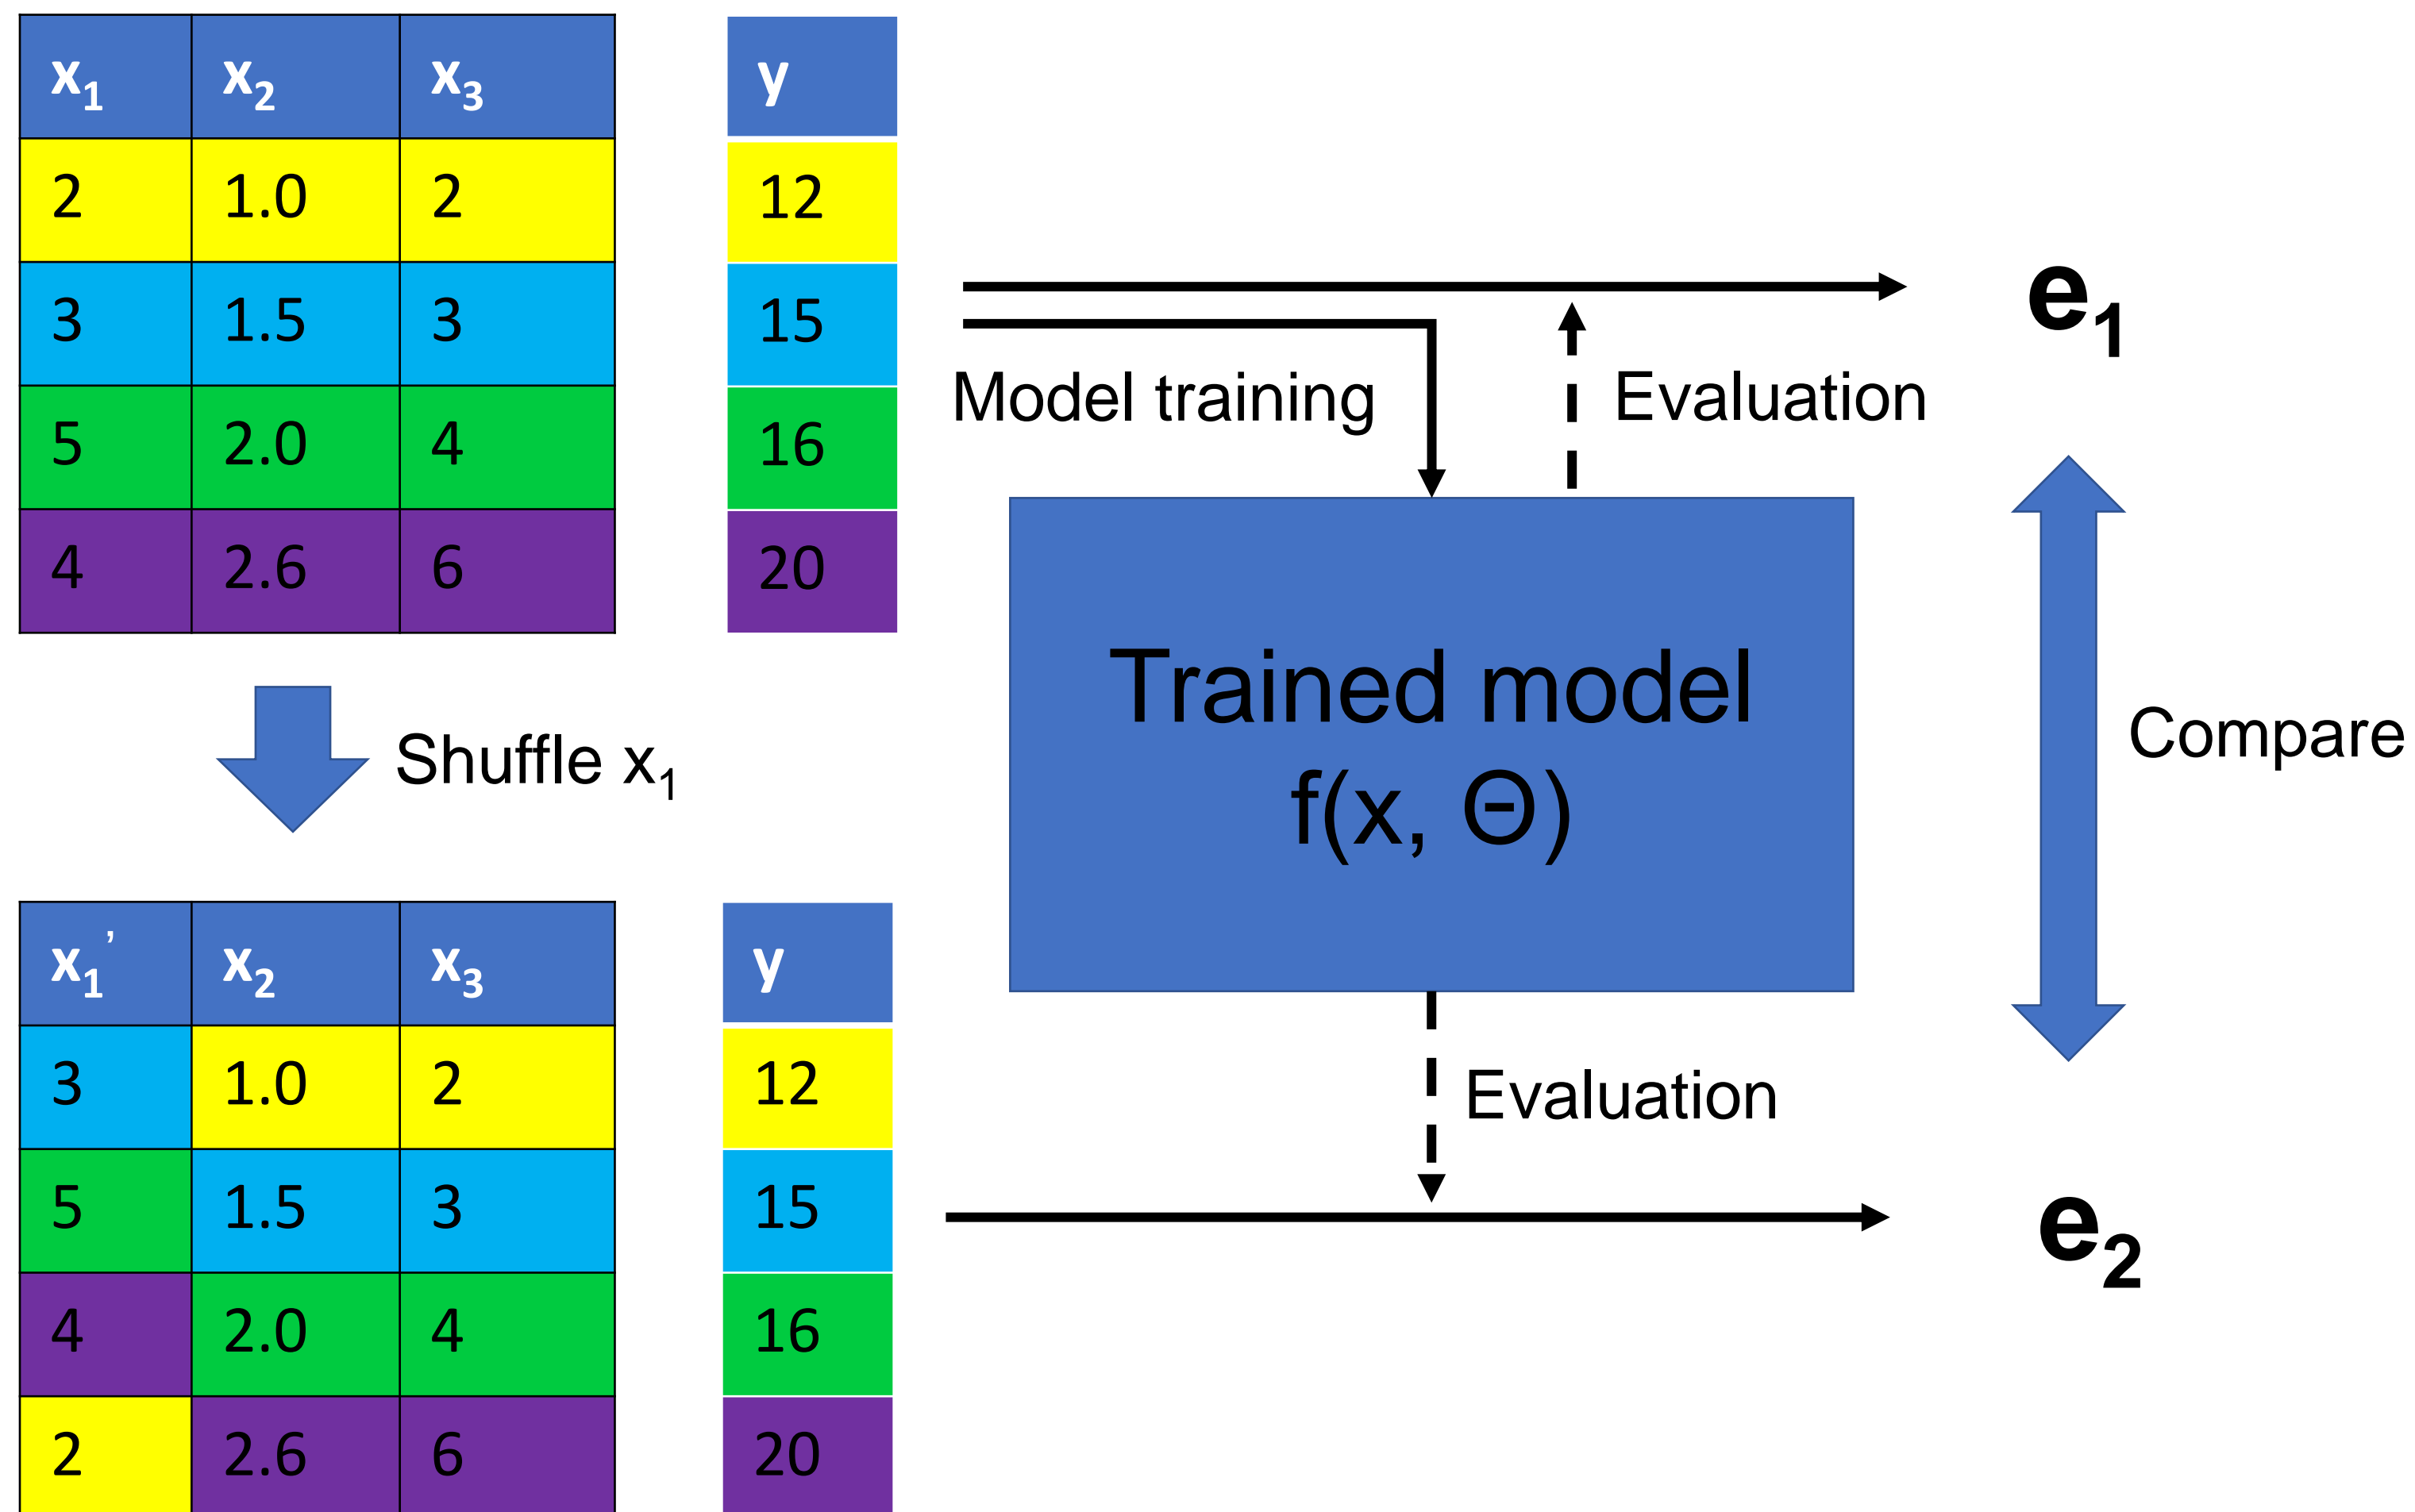 x₁ x₂ x₃ y
2 1.0 2 12
3 1.5 3 15
5 2.0 4 16
4 2.6 6 20
Model training
Evaluation
e₁
Trained model
f(x, Θ)
Shuffle x₁
Compare
x₁’ x₂ x₃ y
3 1.0 2 12
5 1.5 3 15
4 2.0 4 16
2 2.6 6 20
Evaluation
e₂